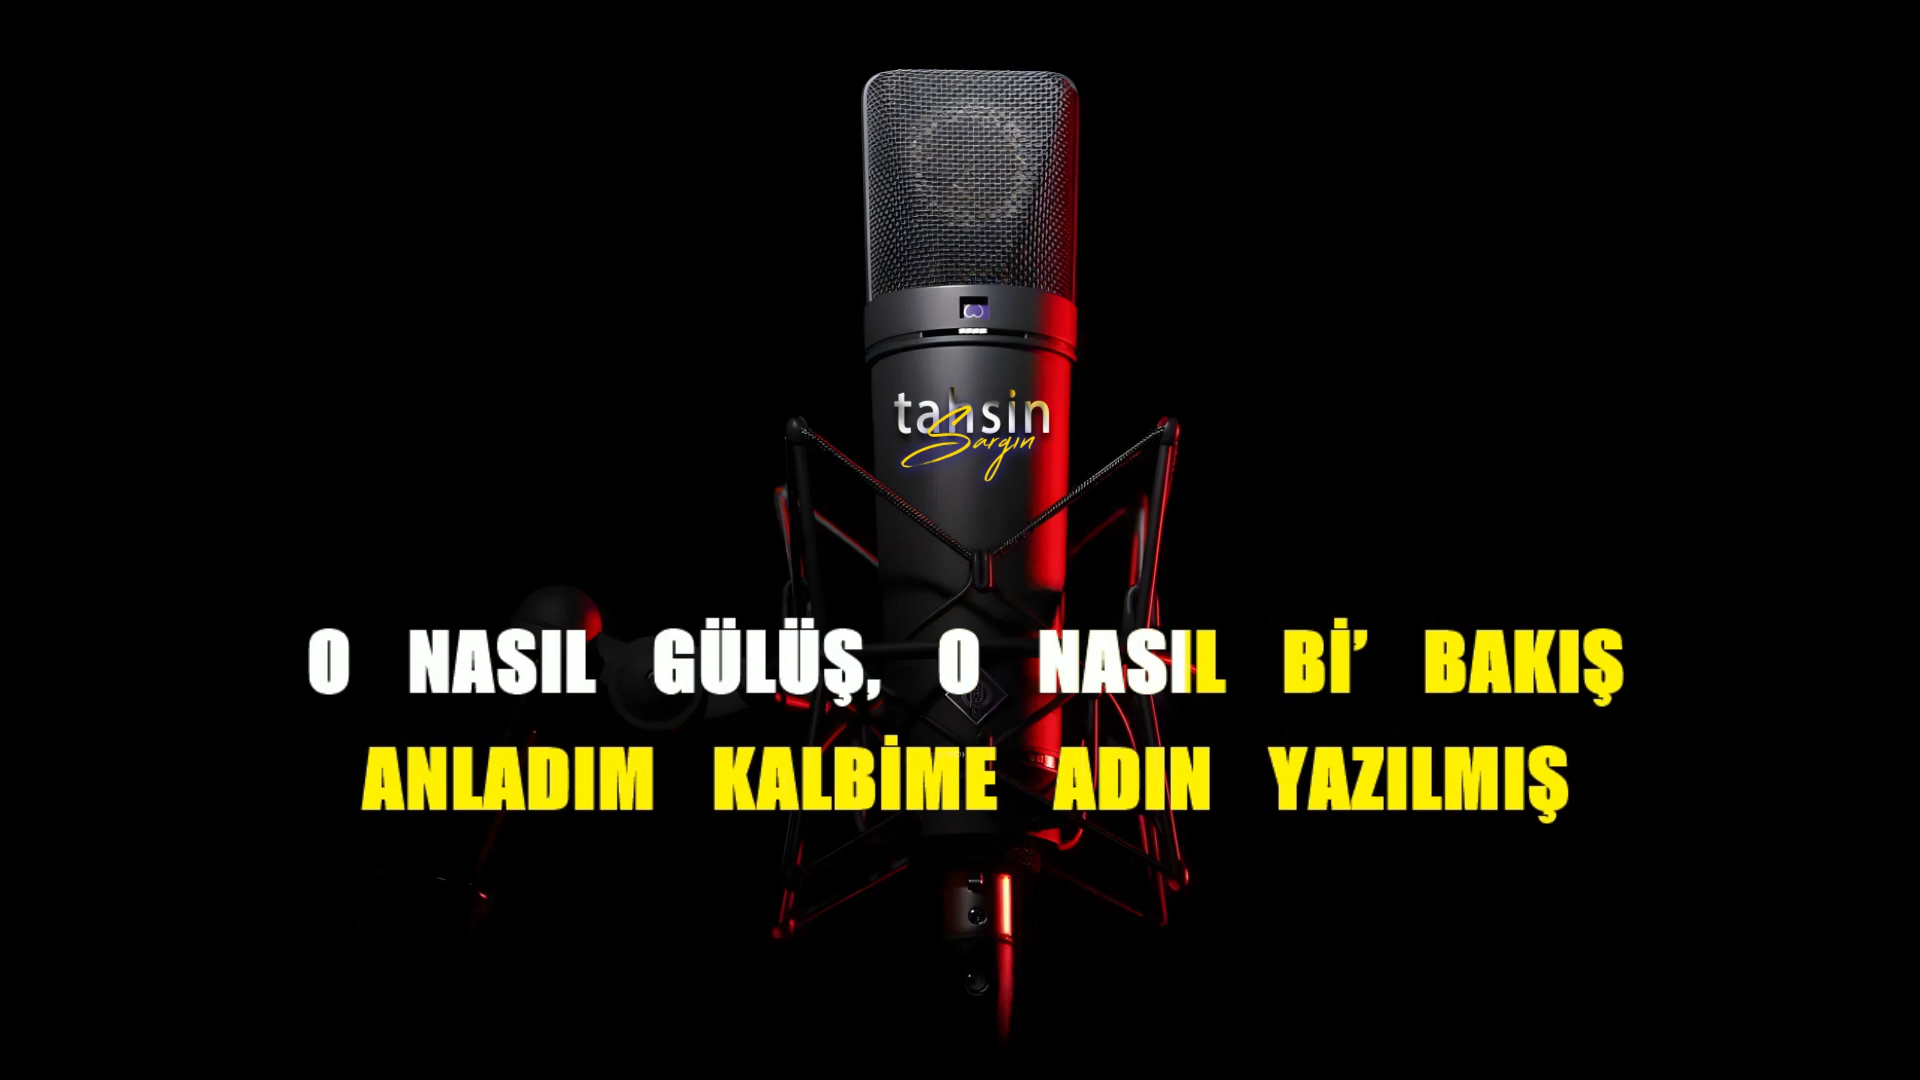 tahsin
Sargın
O NASIL GÜLÜŞ, O NASIL Bİ’ BAKIŞ
ANLADIM KALBİME ADIN YAZILMIŞ